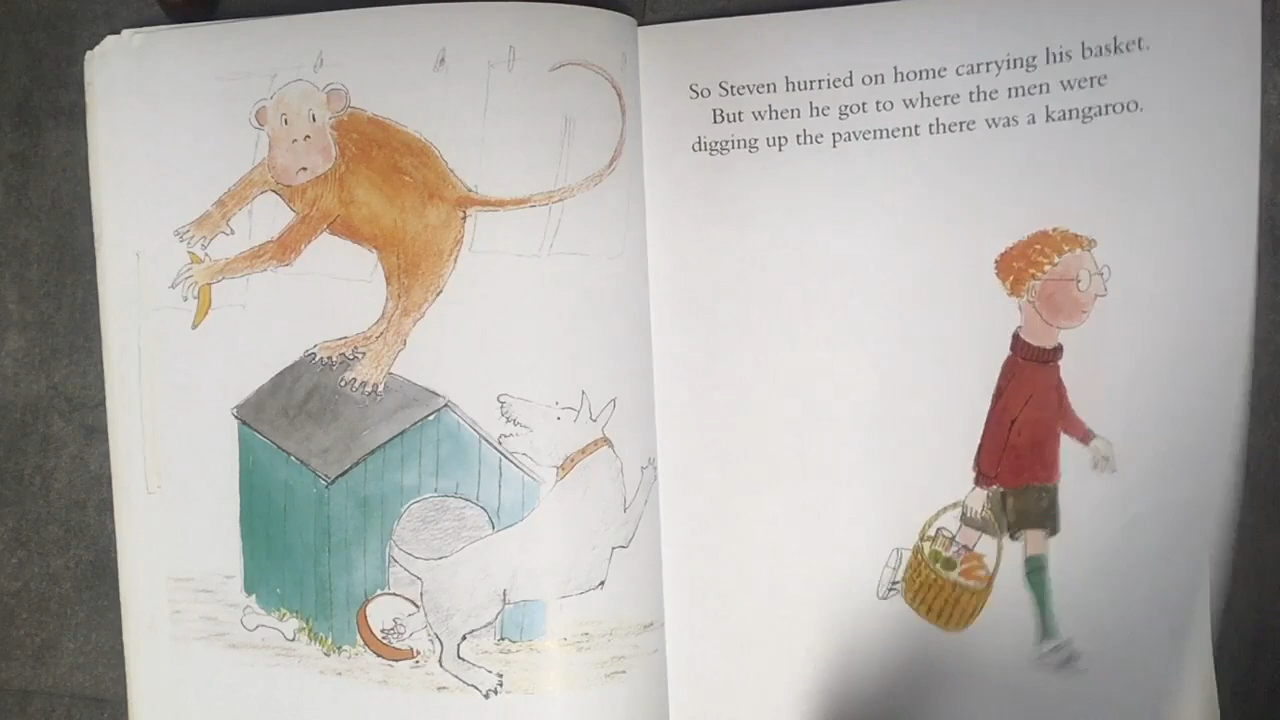 So Steven hurried on home carrying his basket.
But when he got to where the men were
digging up the pavement there was a kangaroo.